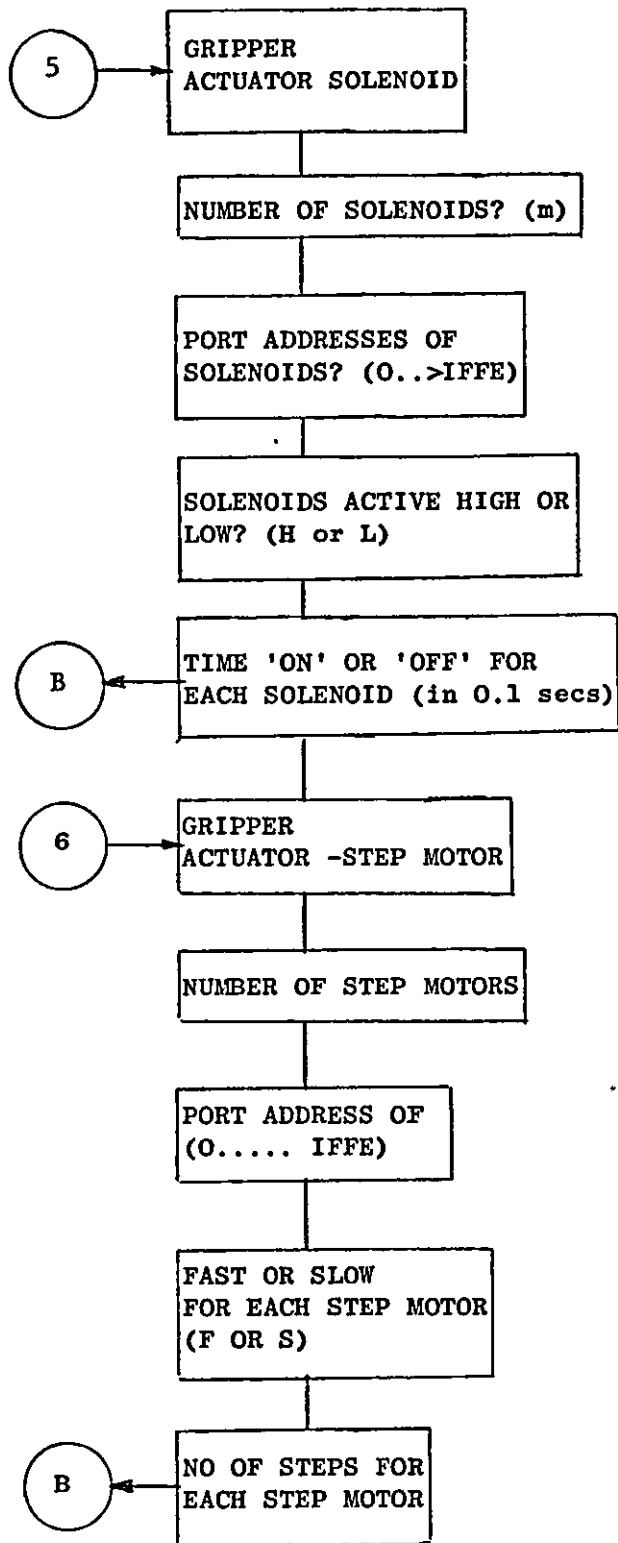 5
GRIPPER
ACTUATOR SOLENOID
NUMBER OF SOLENOIDS? (m)
PORT ADDRESSES OF
SOLENOIDS? (O..>IFFE)
SOLENOIDS ACTIVE HIGH OR
LOW? (H or L)
B
TIME 'ON' OR 'OFF' FOR
EACH SOLENOID (in O.1 secs)
6
GRIPPER
ACTUATOR -STEP MOTOR
NUMBER OF STEP MOTORS
PORT ADDRESS OF
(O..... IFFE)
FAST OR SLOW
FOR EACH STEP MOTOR
(F OR S)
B
NO OF STEPS FOR
EACH STEP MOTOR